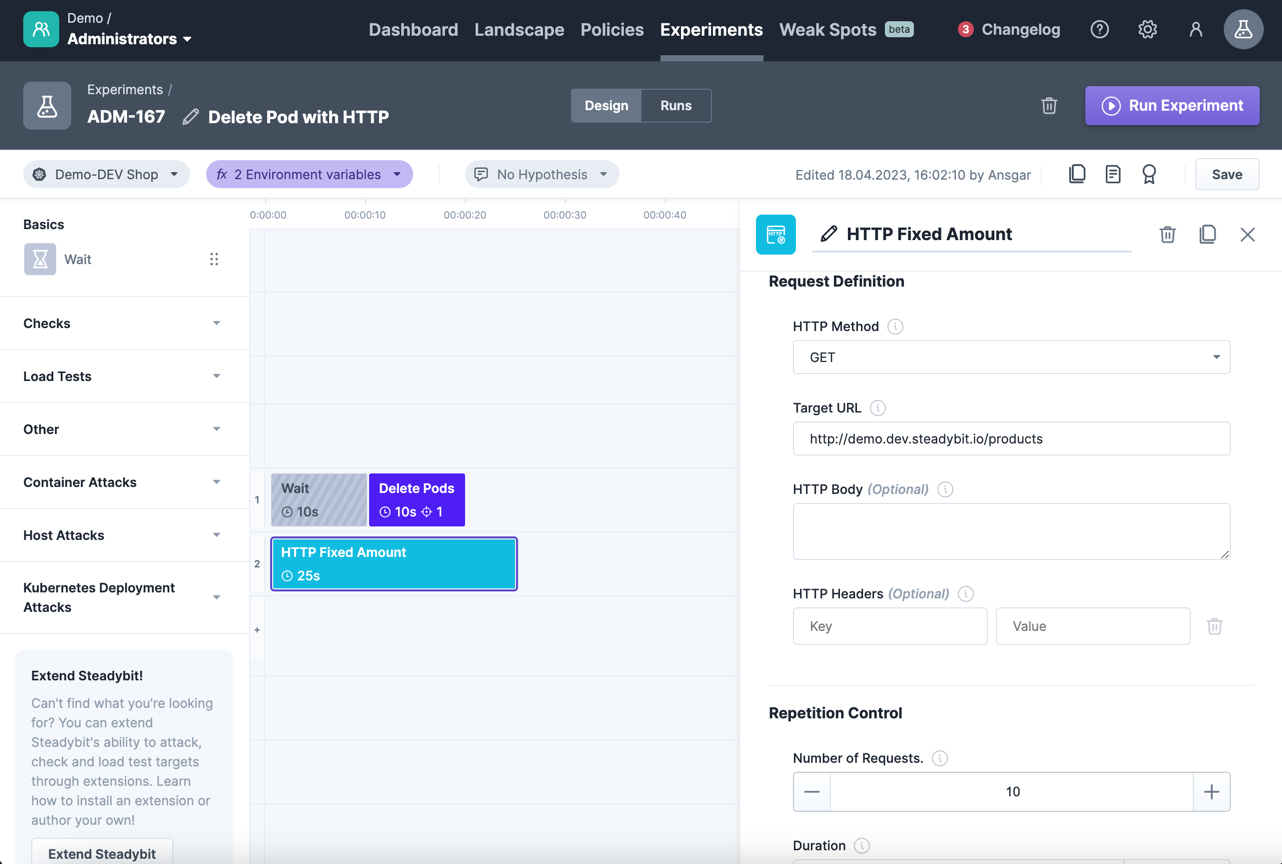 Demo /
Administrators
Dashboard Landscape Policies Experiments Weak Spots beta
3 Changelog
Experiments /
ADM-167 Delete Pod with HTTP
Design Runs
Run Experiment
Demo-DEV Shop
fx 2 Environment variables
No Hypothesis
Edited 18.04.2023, 16:02:10 by Ansgar
Save
Basics
Wait
Checks
Load Tests
Other
Container Attacks
Host Attacks
Kubernetes Deployment
Attacks
Extend Steadybit!
Can't find what you're looking
for? You can extend
Steadybit's ability to attack,
check and load test targets
through extensions. Learn
how to install an extension or
author your own!
Extend Steadybit
0:00:00 00:00:10 00:00:20 00:00:30 00:00:40
1
Wait
10s
Delete Pods
10s 1
2
HTTP Fixed Amount
25s
+
HTTP
HTTP Fixed Amount
Request Definition
HTTP Method
GET
Target URL
http://demo.dev.steadybit.io/products
HTTP Body (Optional)
HTTP Headers (Optional)
Key Value
Repetition Control
Number of Requests.
10
Duration